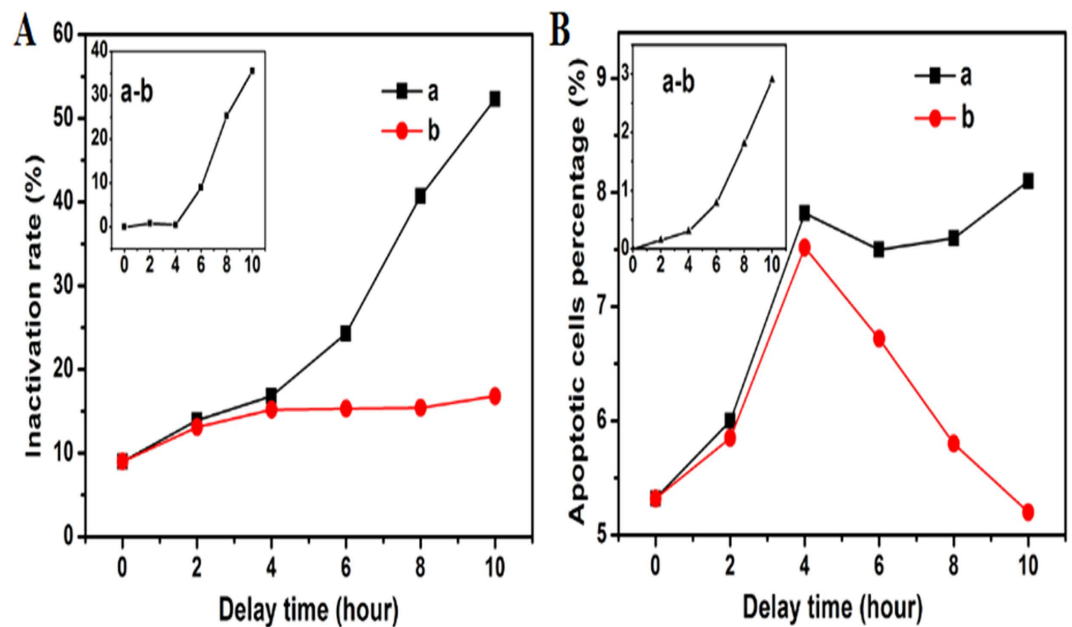 A
Inactivation rate (%)
60
50
40
30
20
10
0
0 2 4 6 8 10
Delay time (hour)
a-b
40
30
20
10
0
0 2 4 6 8 10
a
b
B
Apoptotic cells percentage (%)
9
8
7
6
5
0 2 4 6 8 10
Delay time (hour)
a-b
3
2
1
0
0 2 4 6 8 10
a
b